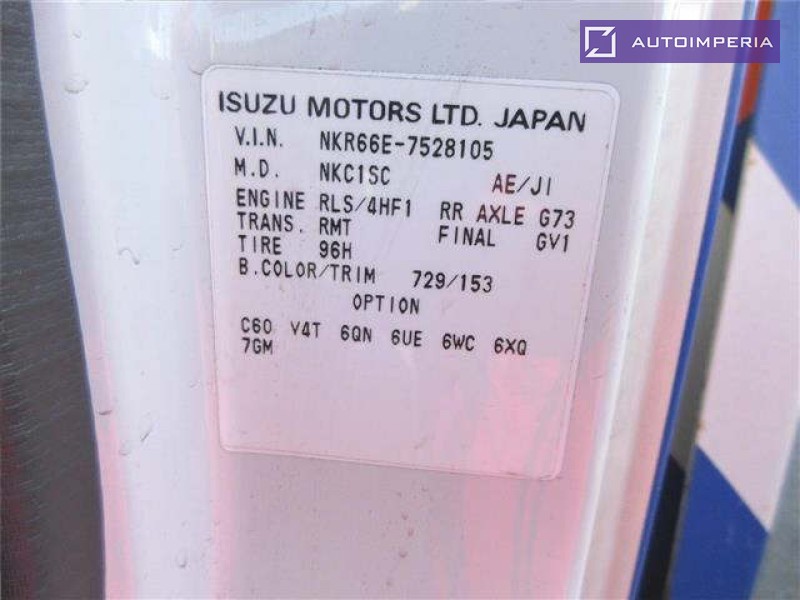 AUTOIMPERIA
ISUZU MOTORS LTD. JAPAN
V.I.N. NKR66E-7528105
M.D. NKC1SC AE/J1
ENGINE RLS/4HF1 RR AXLE G73
TRANS. RMT FINAL GV1
TIRE 96H
B.COLOR/TRIM 729/153
OPTION
C60 V4T 6QN 6UE 6WC 6XQ
7GM